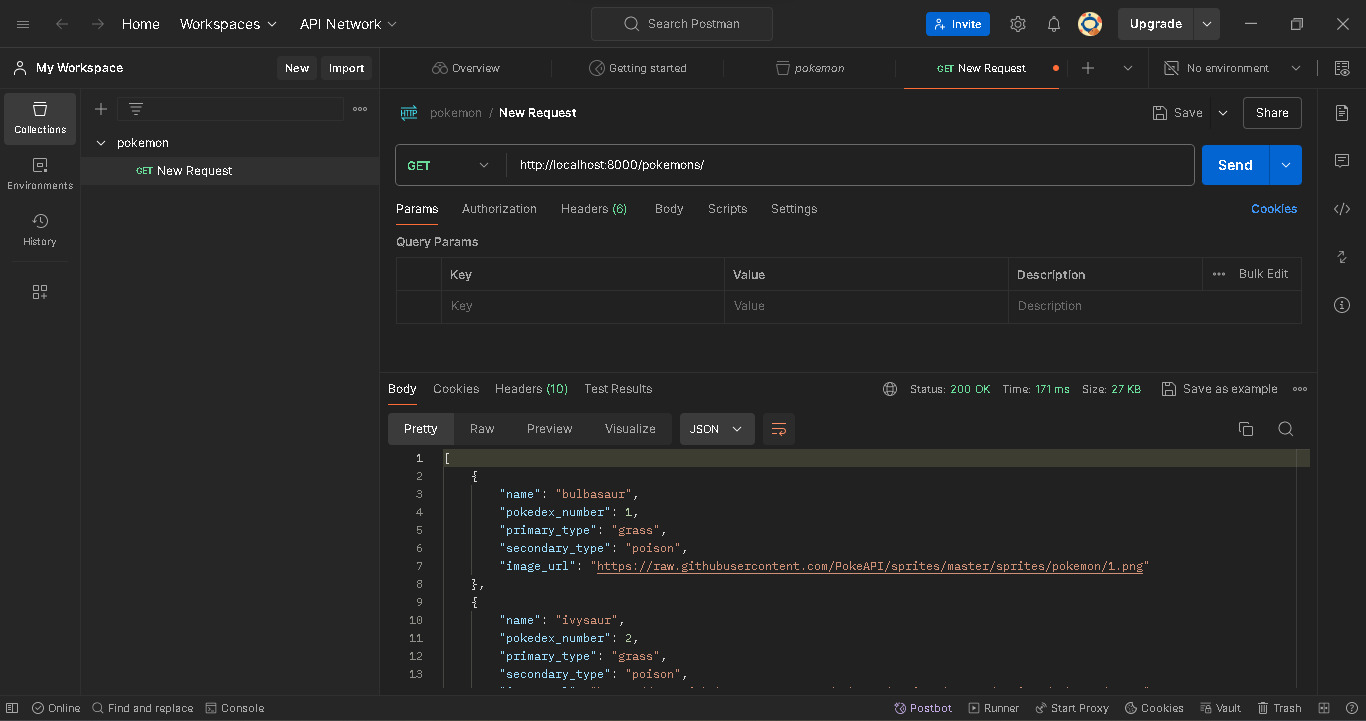 Home Workspaces API Network Search Postman Invite Upgrade
My Workspace New Import Overview Getting started pokemon GET New Request No environment
Collections
Environments
History
pokemon
GET New Request
HTTP pokemon / New Request Save Share
GET http://localhost:8000/pokemons/ Send
Params Authorization Headers (6) Body Scripts Settings Cookies
Query Params
Key Value Description Bulk Edit
Key Value Description
Body Cookies Headers (10) Test Results Status: 200 OK Time: 171 ms Size: 27 KB Save as example
Pretty Raw Preview Visualize JSON
1 [
2 {
3 "name": "bulbasaur",
4 "pokedex_number": 1,
5 "primary_type": "grass",
6 "secondary_type": "poison",
7 "image_url": "https://raw.githubusercontent.com/PokeAPI/sprites/master/sprites/pokemon/1.png"
8 },
9 {
10 "name": "ivysaur",
11 "pokedex_number": 2,
12 "primary_type": "grass",
13 "secondary_type": "poison",
Online Find and replace Console Postbot Runner Start Proxy Cookies Vault Trash